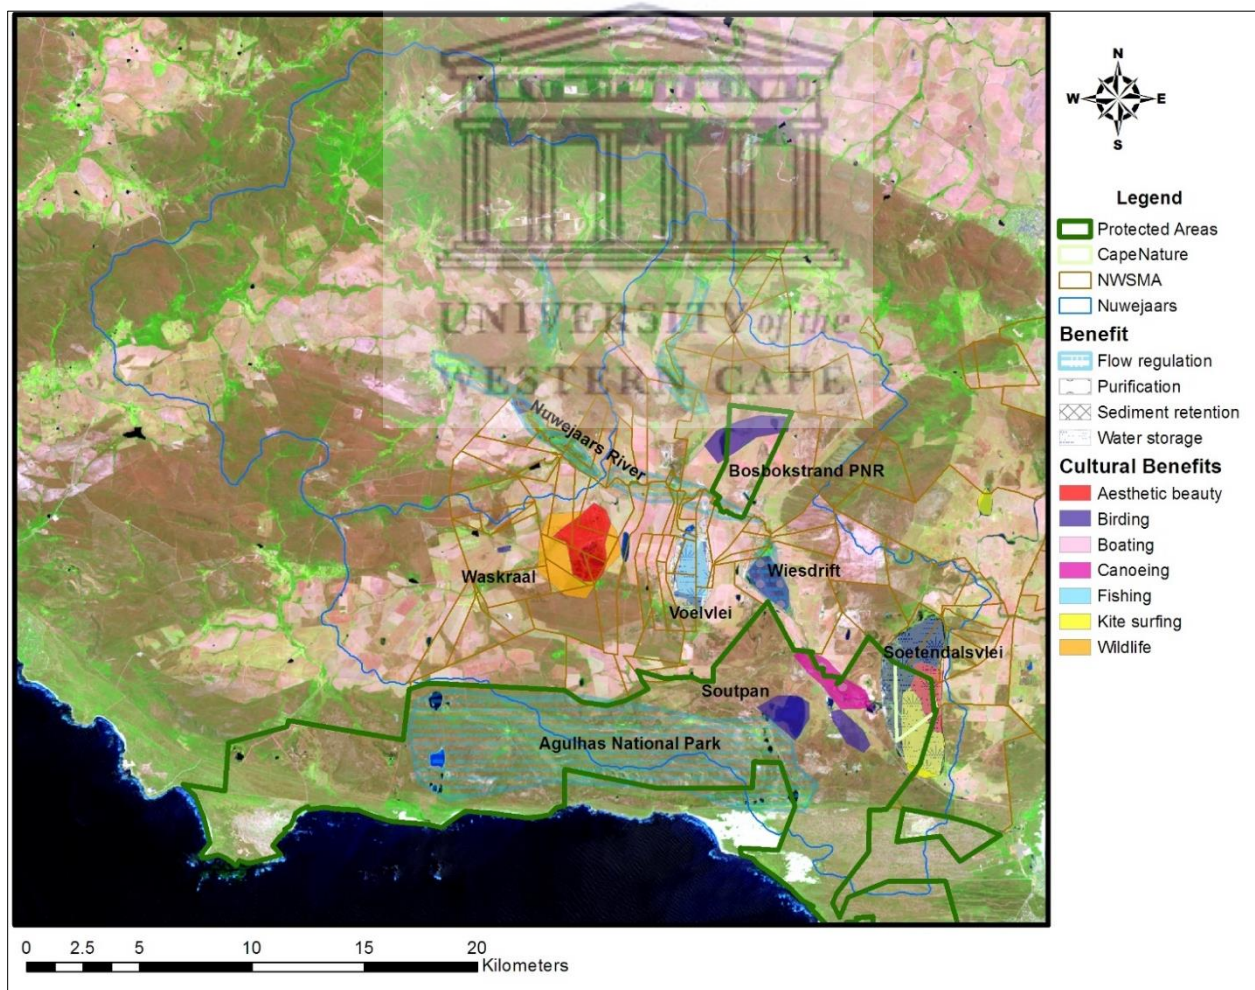 UNIVERSITY of the
WESTERN CAPE
Nuwejaars River
Bosbokstrand PNR
Waskraal
Wiesdrift
Voelvlei
Soetendalsvlei
Soutpan
Agulhas National Park
N
W E
S
Legend
Protected Areas
CapeNature
NWSMA
Nuwejaars
Benefit
Flow regulation
Purification
Sediment retention
Water storage
Cultural Benefits
Aesthetic beauty
Birding
Boating
Canoeing
Fishing
Kite surfing
Wildlife
0 2.5 5 10 15 20
Kilometers